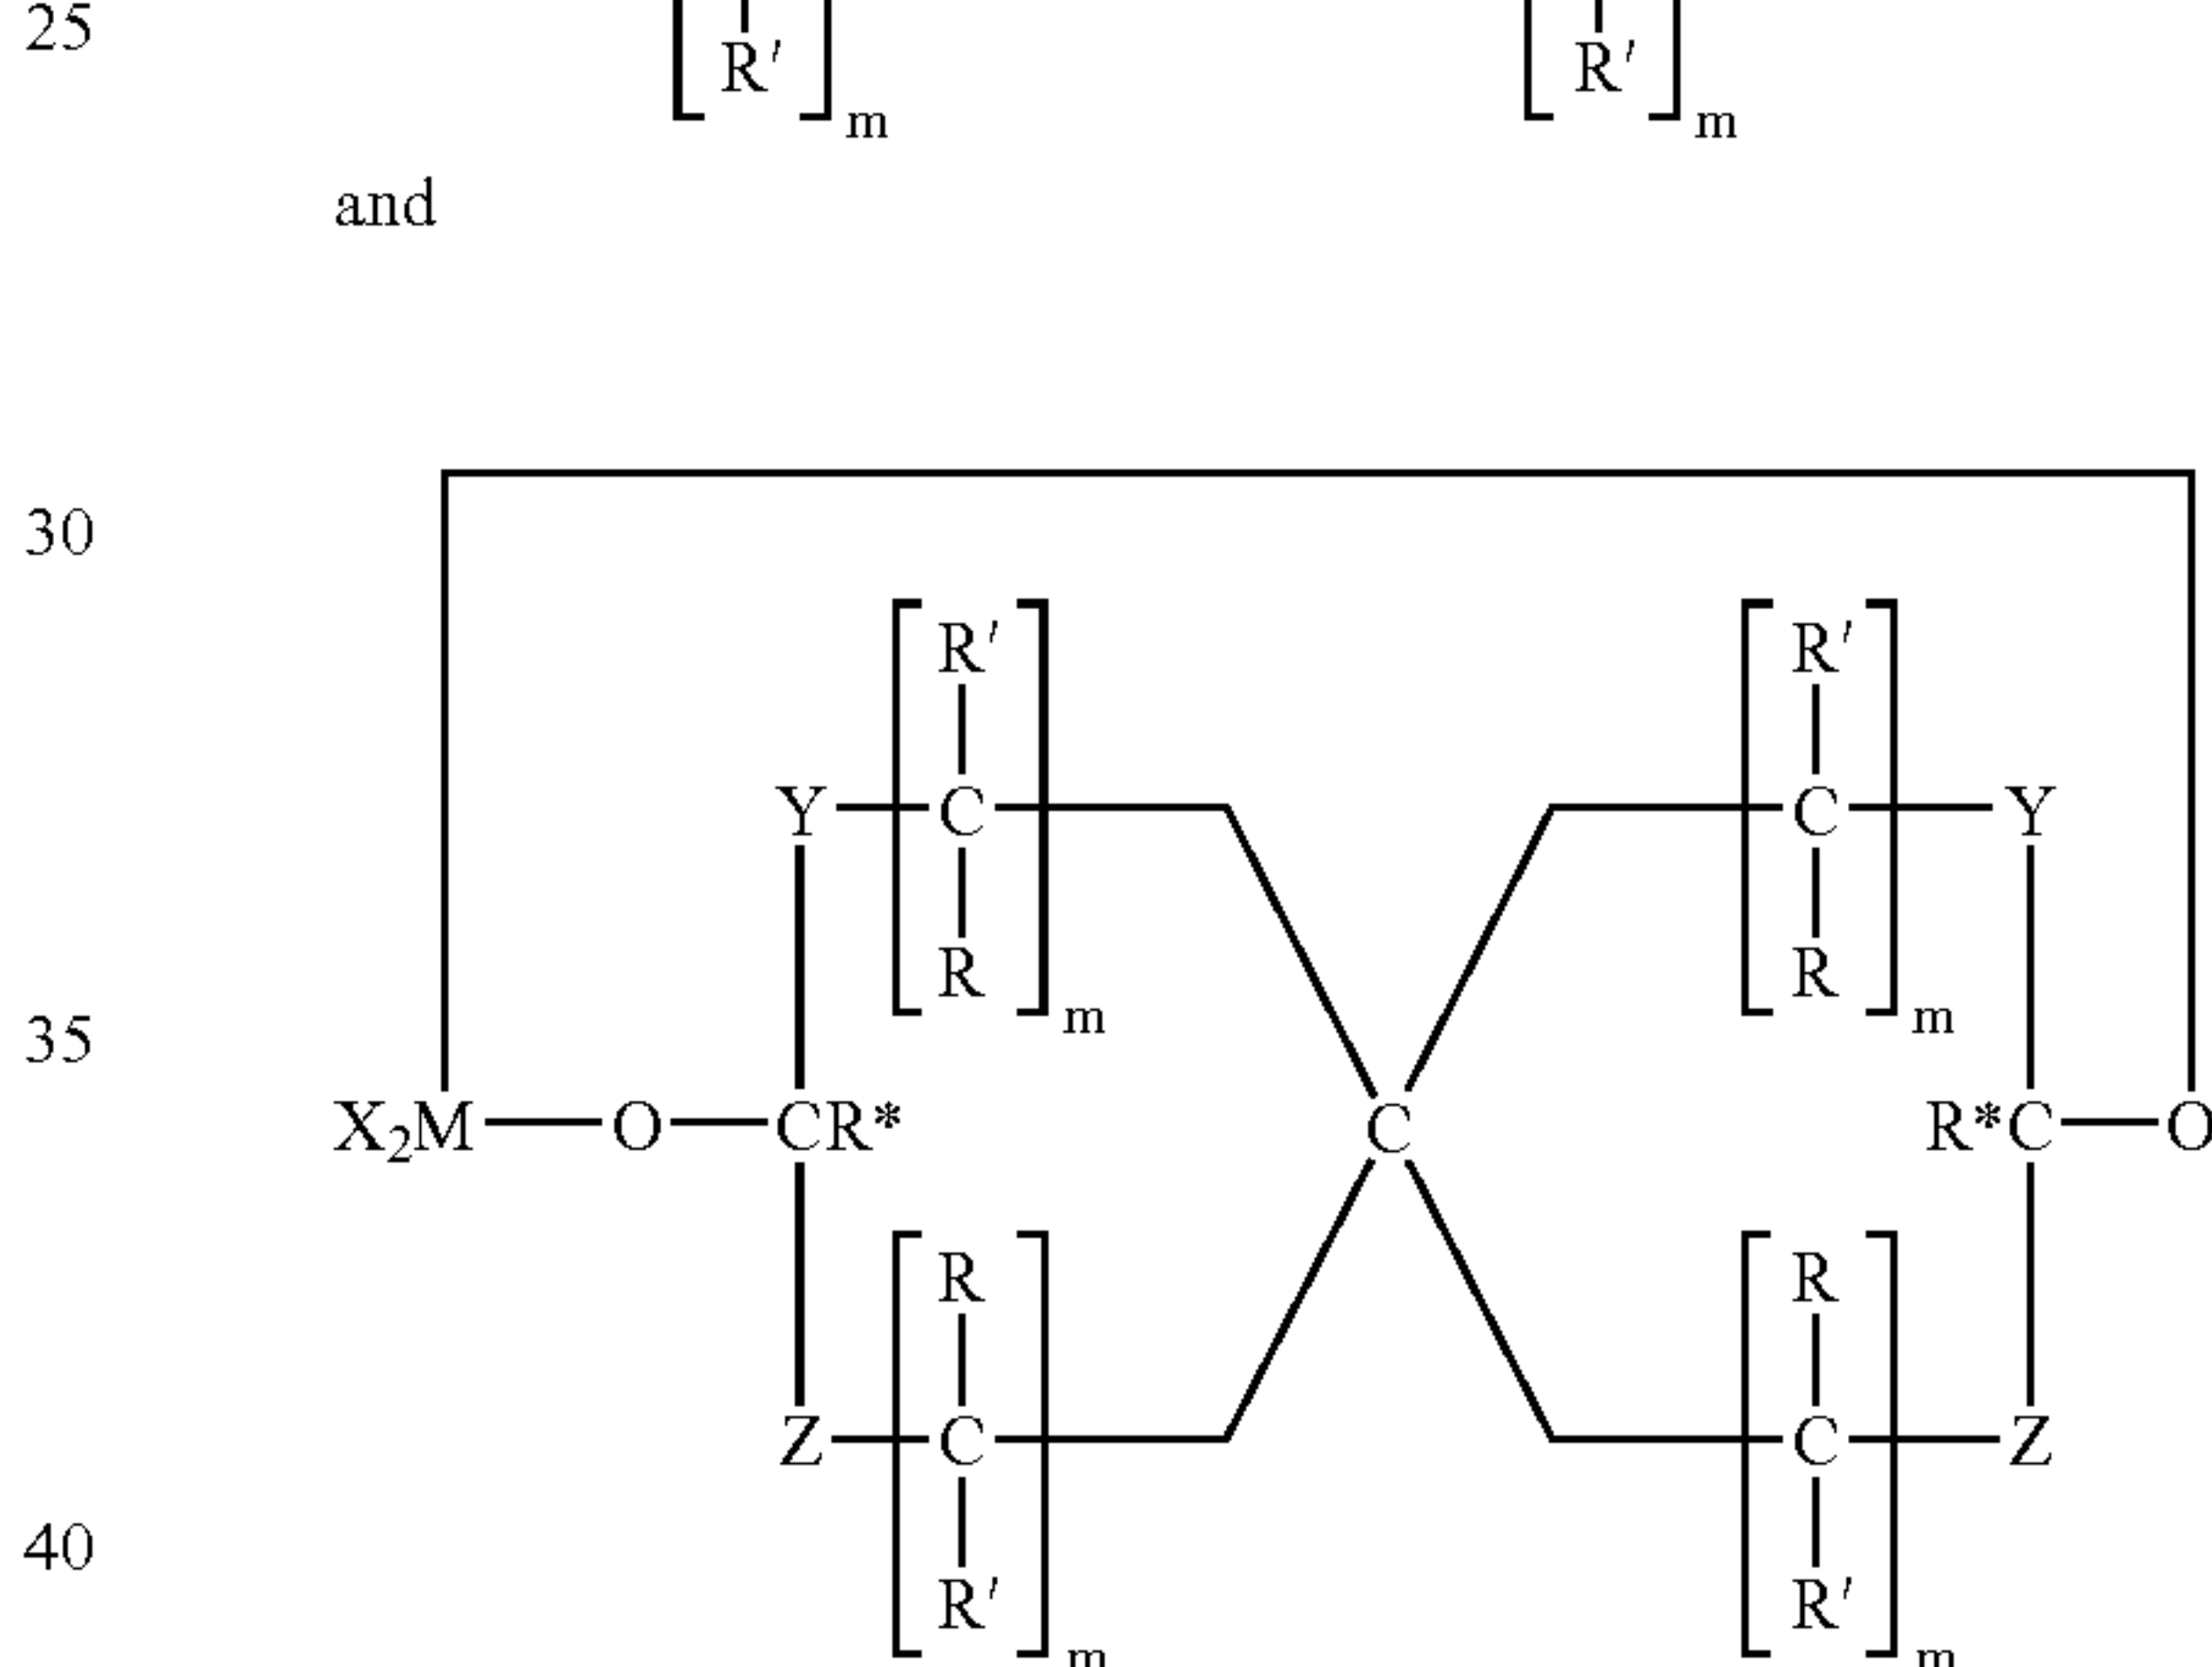 25
R′ R′
m m
and
30
R′ R′
Y C C Y
R R
m m
35
X₂M O CR* C R*C O
R R
Z C C Z
40
R′ R′
m m